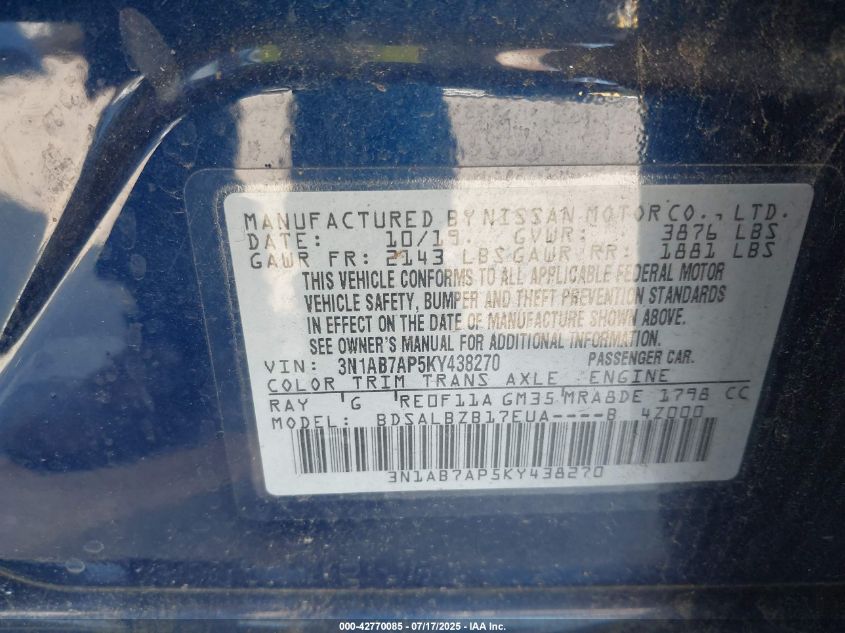 MANUFACTURED BY NISSAN MOTOR CO., LTD.
DATE: 10/19 GVWR: 3876 LBS
GAWR FR: 2143 LBS GAWR RR: 1881 LBS
THIS VEHICLE CONFORMS TO ALL APPLICABLE FEDERAL MOTOR
VEHICLE SAFETY, BUMPER AND THEFT PREVENTION STANDARDS
IN EFFECT ON THE DATE OF MANUFACTURE SHOWN ABOVE.
SEE OWNER'S MANUAL FOR ADDITIONAL INFORMATION.
VIN: 3N1AB7AP5KY438270 PASSENGER CAR.
COLOR TRIM TRANS AXLE ENGINE
RAY G RE0F11A GM35 MRA8DE 1798 CC
MODEL: BDSALBZB17EUA----B 4Z000
3N1AB7AP5KY438270
000-42770085 - 07/17/2025 - IAA Inc.